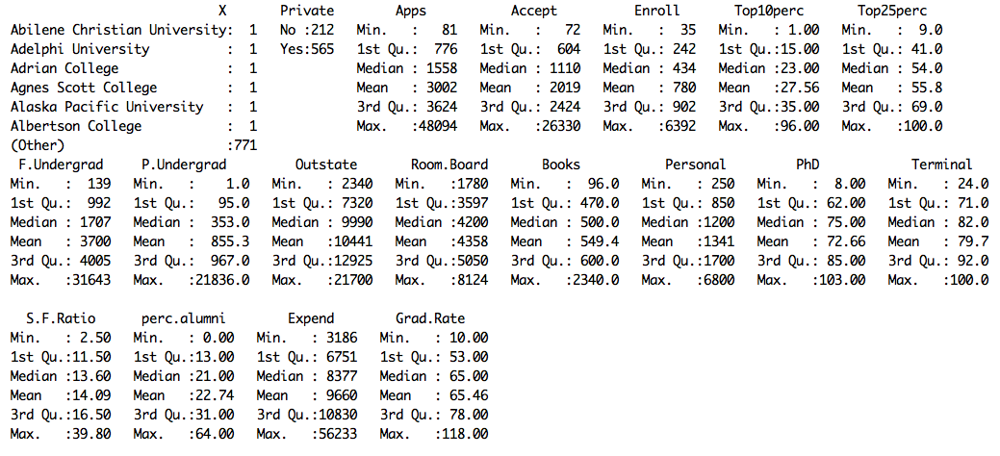 X     Private        Apps           Accept          Enroll       Top10perc       Top25perc
Abilene Christian University:  1   No :212   Min.   :   81   Min.   :   72   Min.   :  35   Min.   : 1.00   Min.   :  9.0
Adelphi University          :  1   Yes:565   1st Qu.:  776   1st Qu.:  604   1st Qu.: 242   1st Qu.:15.00   1st Qu.: 41.0
Adrian College              :  1             Median : 1558   Median : 1110   Median : 434   Median :23.00   Median : 54.0
Agnes Scott College         :  1             Mean   : 3002   Mean   : 2019   Mean   : 780   Mean   :27.56   Mean   : 55.8
Alaska Pacific University   :  1             3rd Qu.: 3624   3rd Qu.: 2424   3rd Qu.: 902   3rd Qu.:35.00   3rd Qu.: 69.0
Albertson College           :  1             Max.   :48094   Max.   :26330   Max.   :6392   Max.   :96.00   Max.   :100.0
(Other)                     :771
 F.Undergrad     P.Undergrad         Outstate       Room.Board       Books           Personal         PhD            Terminal
Min.   :  139   Min.   :    1.0   Min.   : 2340   Min.   :1780   Min.   :  96.0   Min.   : 250   Min.   :  8.00   Min.   : 24.0
1st Qu.:  992   1st Qu.:   95.0   1st Qu.: 7320   1st Qu.:3597   1st Qu.: 470.0   1st Qu.: 850   1st Qu.: 62.00   1st Qu.: 71.0
Median : 1707   Median :  353.0   Median : 9990   Median :4200   Median : 500.0   Median :1200   Median : 75.00   Median : 82.0
Mean   : 3700   Mean   :  855.3   Mean   :10441   Mean   :4358   Mean   : 549.4   Mean   :1341   Mean   : 72.66   Mean   : 79.7
3rd Qu.: 4005   3rd Qu.:  967.0   3rd Qu.:12925   3rd Qu.:5050   3rd Qu.: 600.0   3rd Qu.:1700   3rd Qu.: 85.00   3rd Qu.: 92.0
Max.   :31643   Max.   :21836.0   Max.   :21700   Max.   :8124   Max.   :2340.0   Max.   :6800   Max.   :103.00   Max.   :100.0
  S.F.Ratio      perc.alumni        Expend        Grad.Rate
Min.   : 2.50   Min.   : 0.00   Min.   : 3186   Min.   : 10.00
1st Qu.:11.50   1st Qu.:13.00   1st Qu.: 6751   1st Qu.: 53.00
Median :13.60   Median :21.00   Median : 8377   Median : 65.00
Mean   :14.09   Mean   :22.74   Mean   : 9660   Mean   : 65.46
3rd Qu.:16.50   3rd Qu.:31.00   3rd Qu.:10830   3rd Qu.: 78.00
Max.   :39.80   Max.   :64.00   Max.   :56233   Max.   :118.00